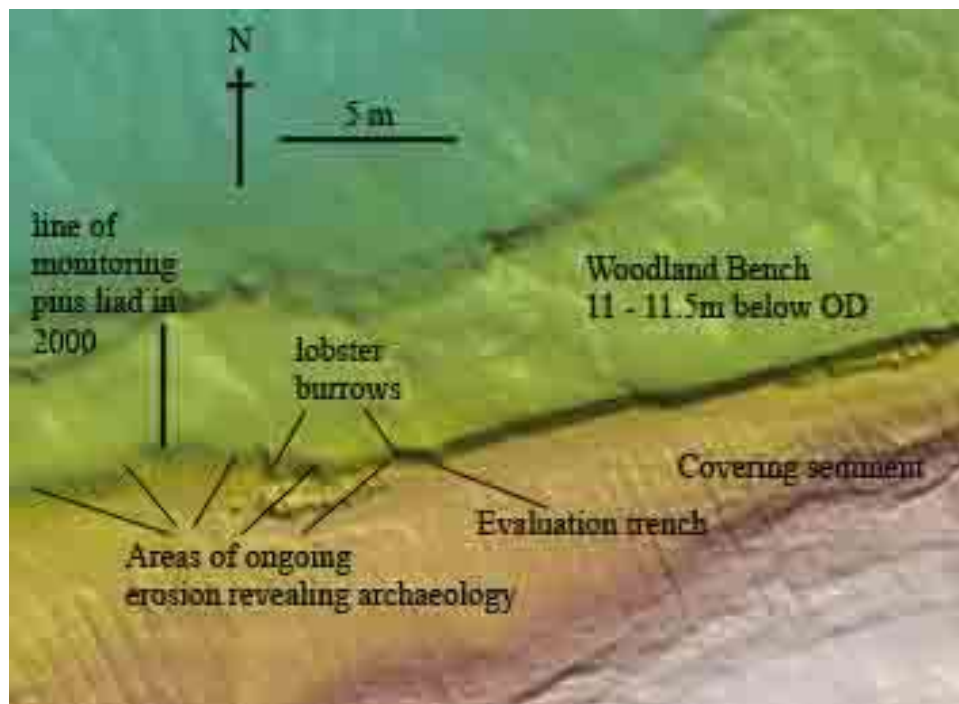 N
5 m
line of
monitoring
pins liad in
2000
Woodland Bench
11 - 11.5m below OD
lobster
burrows
Covering sediment
Evaluation trench
Areas of ongoing
erosion revealing archaeology